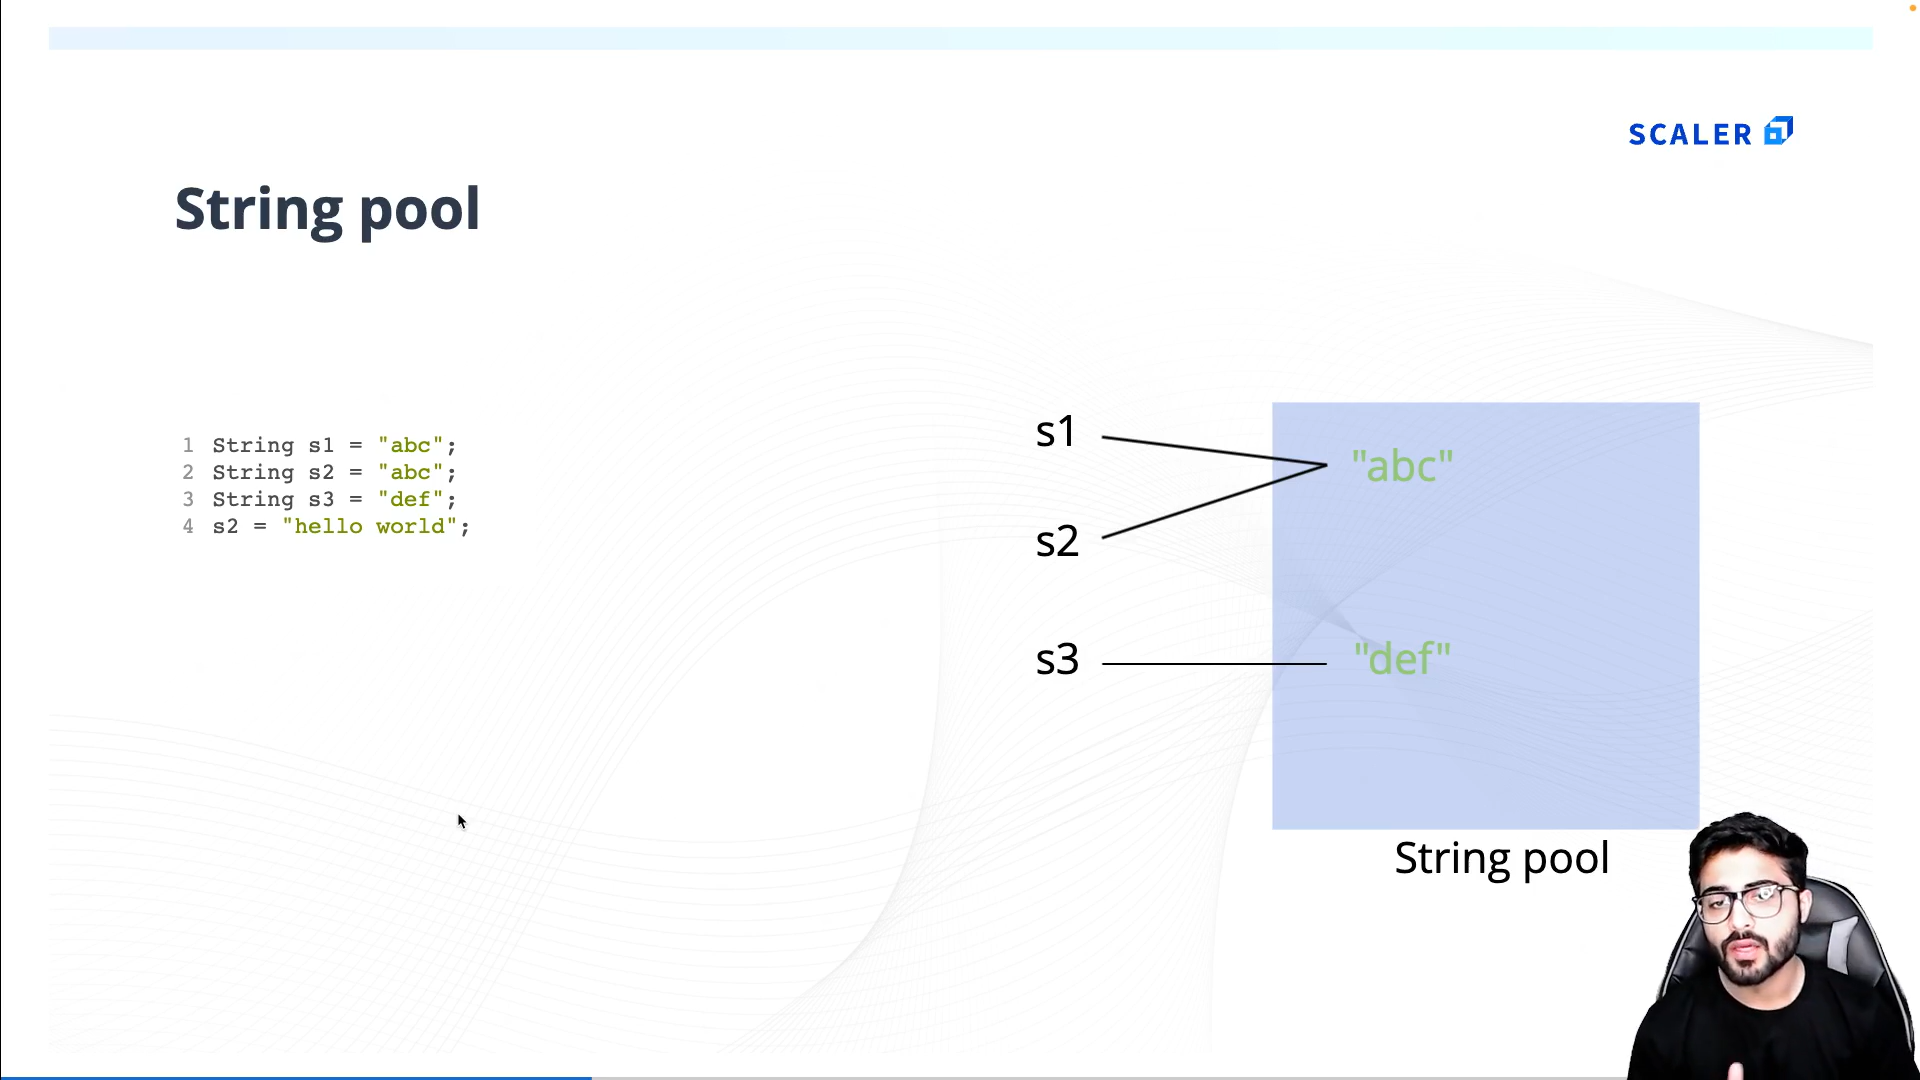 SCALER
String pool
1 String s1 = "abc";
2 String s2 = "abc";
3 String s3 = "def";
4 s2 = "hello world";
s1
"abc"
s2
s3
"def"
String pool